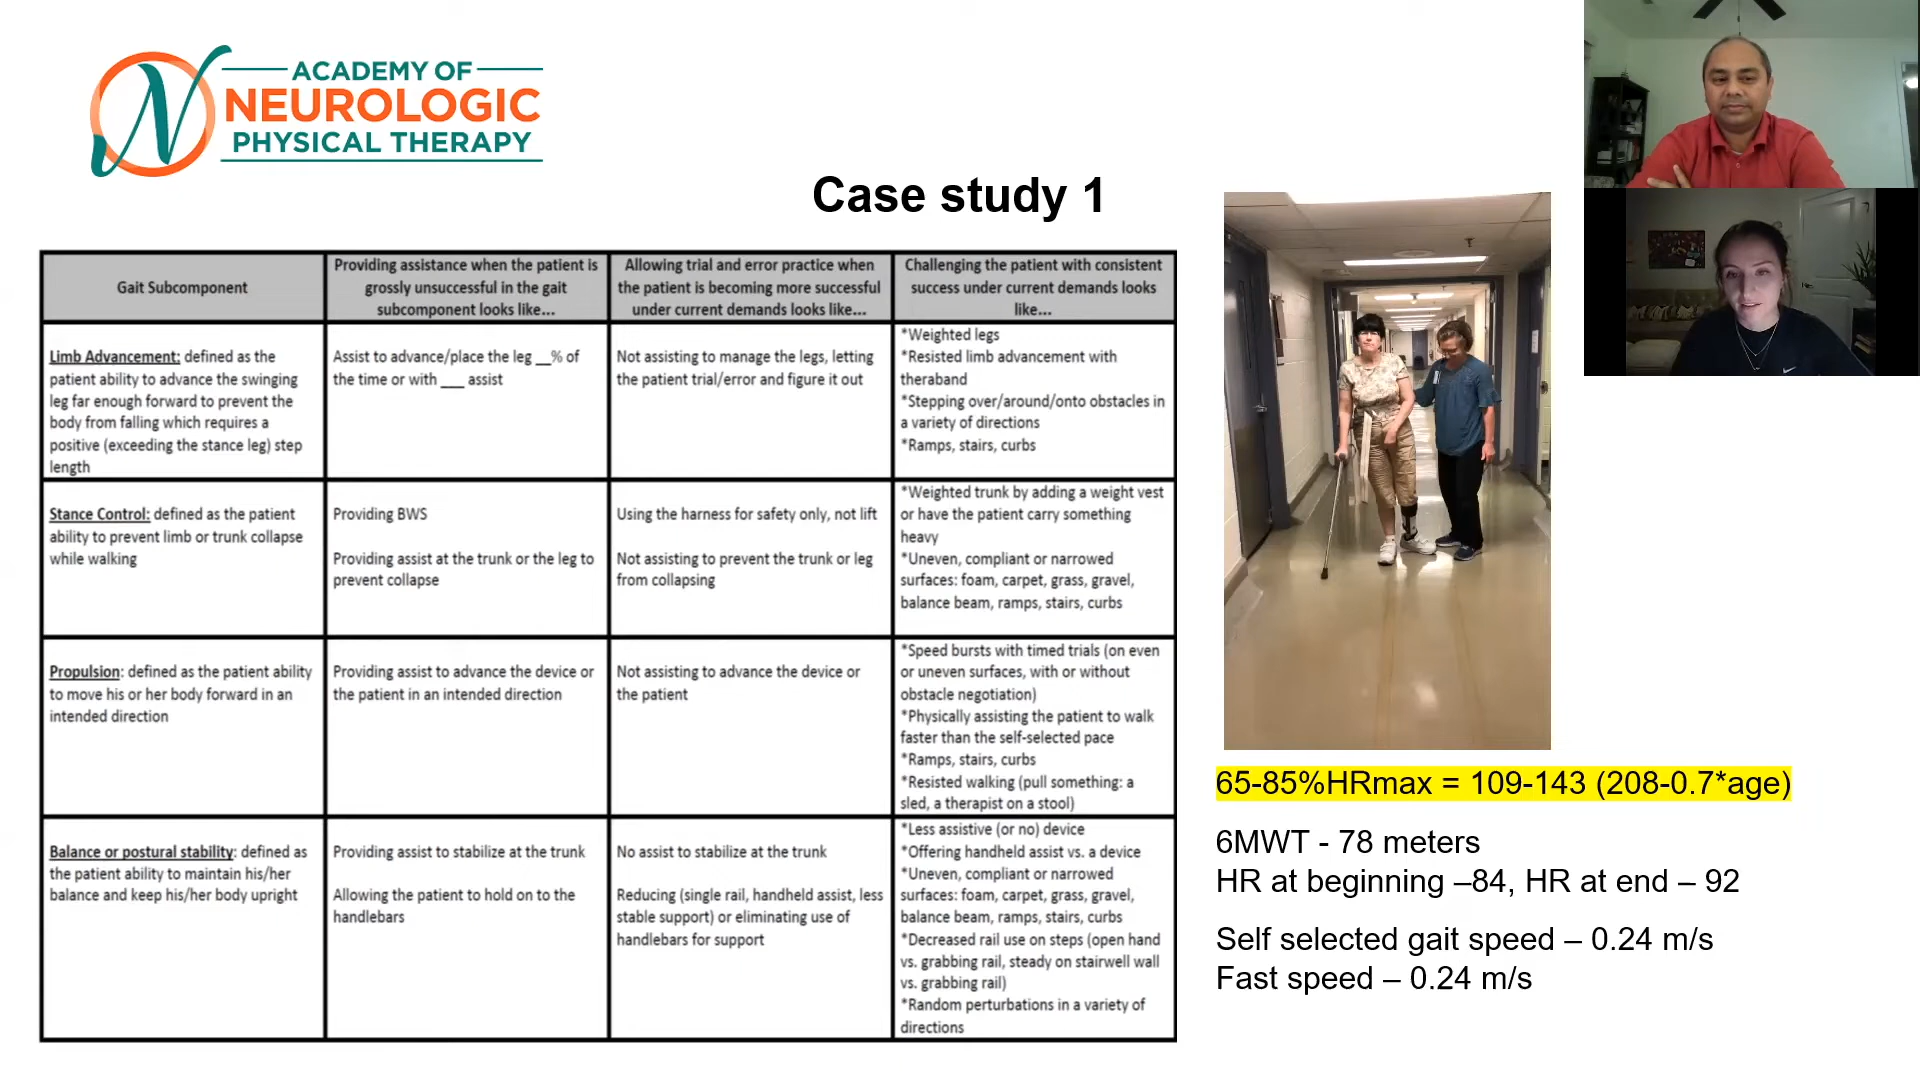 ACADEMY OF
NEUROLOGIC
PHYSICAL THERAPY
Case study 1
Gait Subcomponent
Providing assistance when the patient is
grossly unsuccessful in the gait
subcomponent looks like...
Allowing trial and error practice when
the patient is becoming more successful
under current demands looks like...
Challenging the patient with consistent
success under current demands looks
like...
Limb Advancement: defined as the
patient ability to advance the swinging
leg far enough forward to prevent the
body from falling which requires a
positive (exceeding the stance leg) step
length
Assist to advance/place the leg __% of
the time or with ___ assist
Not assisting to manage the legs, letting
the patient trial/error and figure it out
*Weighted legs
*Resisted limb advancement with
theraband
*Stepping over/around/onto obstacles in
a variety of directions
*Ramps, stairs, curbs
Stance Control: defined as the patient
ability to prevent limb or trunk collapse
while walking
Providing BWS
Providing assist at the trunk or the leg to
prevent collapse
Using the harness for safety only, not lift
Not assisting to prevent the trunk or leg
from collapsing
*Weighted trunk by adding a weight vest
or have the patient carry something
heavy
*Uneven, compliant or narrowed
surfaces: foam, carpet, grass, gravel,
balance beam, ramps, stairs, curbs
Propulsion: defined as the patient ability
to move his or her body forward in an
intended direction
Providing assist to advance the device or
the patient in an intended direction
Not assisting to advance the device or
the patient
*Speed bursts with timed trials (on even
or uneven surfaces, with or without
obstacle negotiation)
*Physically assisting the patient to walk
faster than the self-selected pace
*Ramps, stairs, curbs
*Resisted walking (pull something: a
sled, a therapist on a stool)
Balance or postural stability: defined as
the patient ability to maintain his/her
balance and keep his/her body upright
Providing assist to stabilize at the trunk
Allowing the patient to hold on to the
handlebars
No assist to stabilize at the trunk
Reducing (single rail, handheld assist, less
stable support) or eliminating use of
handlebars for support
*Less assistive (or no) device
*Offering handheld assist vs. a device
*Uneven, compliant or narrowed
surfaces: foam, carpet, grass, gravel,
balance beam, ramps, stairs, curbs
*Decreased rail use on steps (open hand
vs. grabbing rail, steady on stairwell wall
vs. grabbing rail)
*Random perturbations in a variety of
directions
65-85%HRmax = 109-143 (208-0.7*age)
6MWT - 78 meters
HR at beginning –84, HR at end – 92
Self selected gait speed – 0.24 m/s
Fast speed – 0.24 m/s